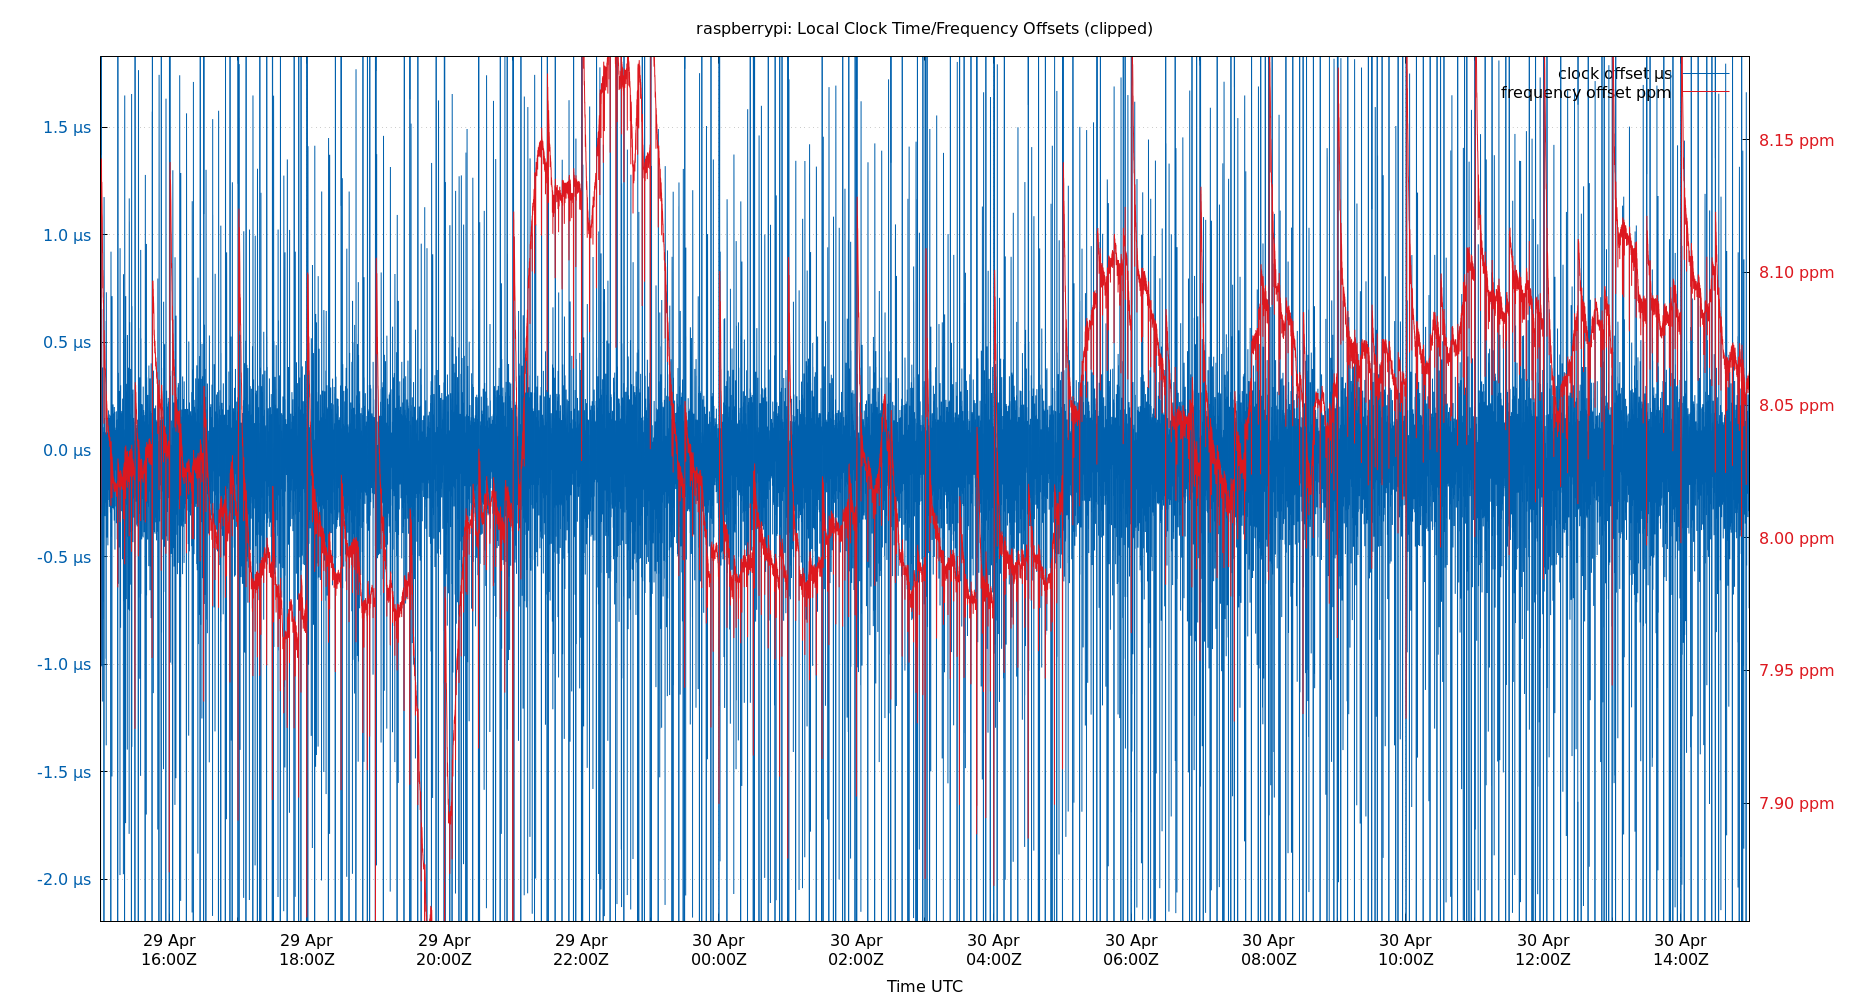 raspberrypi: Local Clock Time/Frequency Offsets (clipped)
clock offset µs
frequency offset ppm
1.5 µs
1.0 µs
0.5 µs
0.0 µs
-0.5 µs
-1.0 µs
-1.5 µs
-2.0 µs
8.15 ppm
8.10 ppm
8.05 ppm
8.00 ppm
7.95 ppm
7.90 ppm
29 Apr 29 Apr 29 Apr 29 Apr 30 Apr 30 Apr 30 Apr 30 Apr 30 Apr 30 Apr 30 Apr 30 Apr
16:00Z 18:00Z 20:00Z 22:00Z 00:00Z 02:00Z 04:00Z 06:00Z 08:00Z 10:00Z 12:00Z 14:00Z
Time UTC